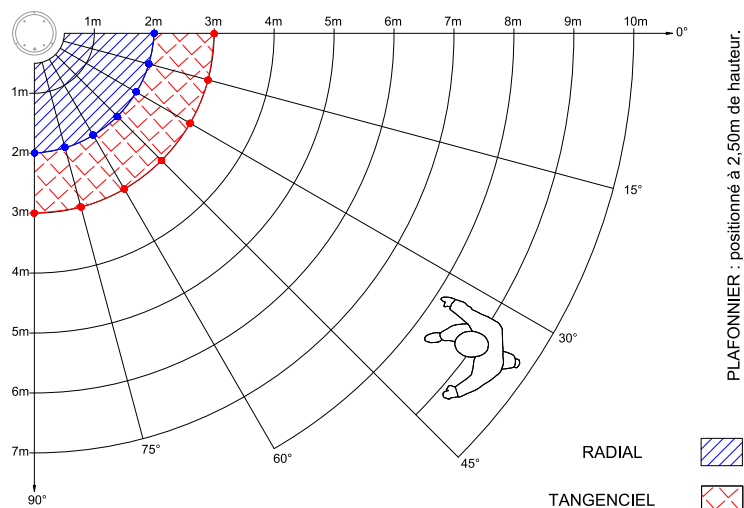 1m 2m 3m 4m 5m 6m 7m 8m 9m 10m
0°
1m
2m
3m
4m
5m
6m
7m
15°
30°
45°
60°
75°
90°
PLAFONNIER : positionné à 2,50m de hauteur.
RADIAL
TANGENCIEL